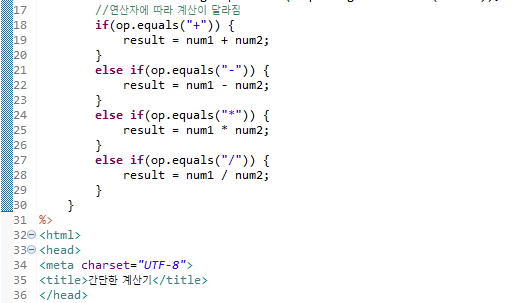 17 //연산자에 따라 계산이 달라짐
18 if(op.equals("+")) {
19 result = num1 + num2;
20 }
21 else if(op.equals("-")) {
22 result = num1 - num2;
23 }
24 else if(op.equals("*")) {
25 result = num1 * num2;
26 }
27 else if(op.equals("/")) {
28 result = num1 / num2;
29 }
30 }
31 %>
32 <html>
33 <head>
34 <meta charset="UTF-8">
35 <title>간단한 계산기</title>
36 </head>